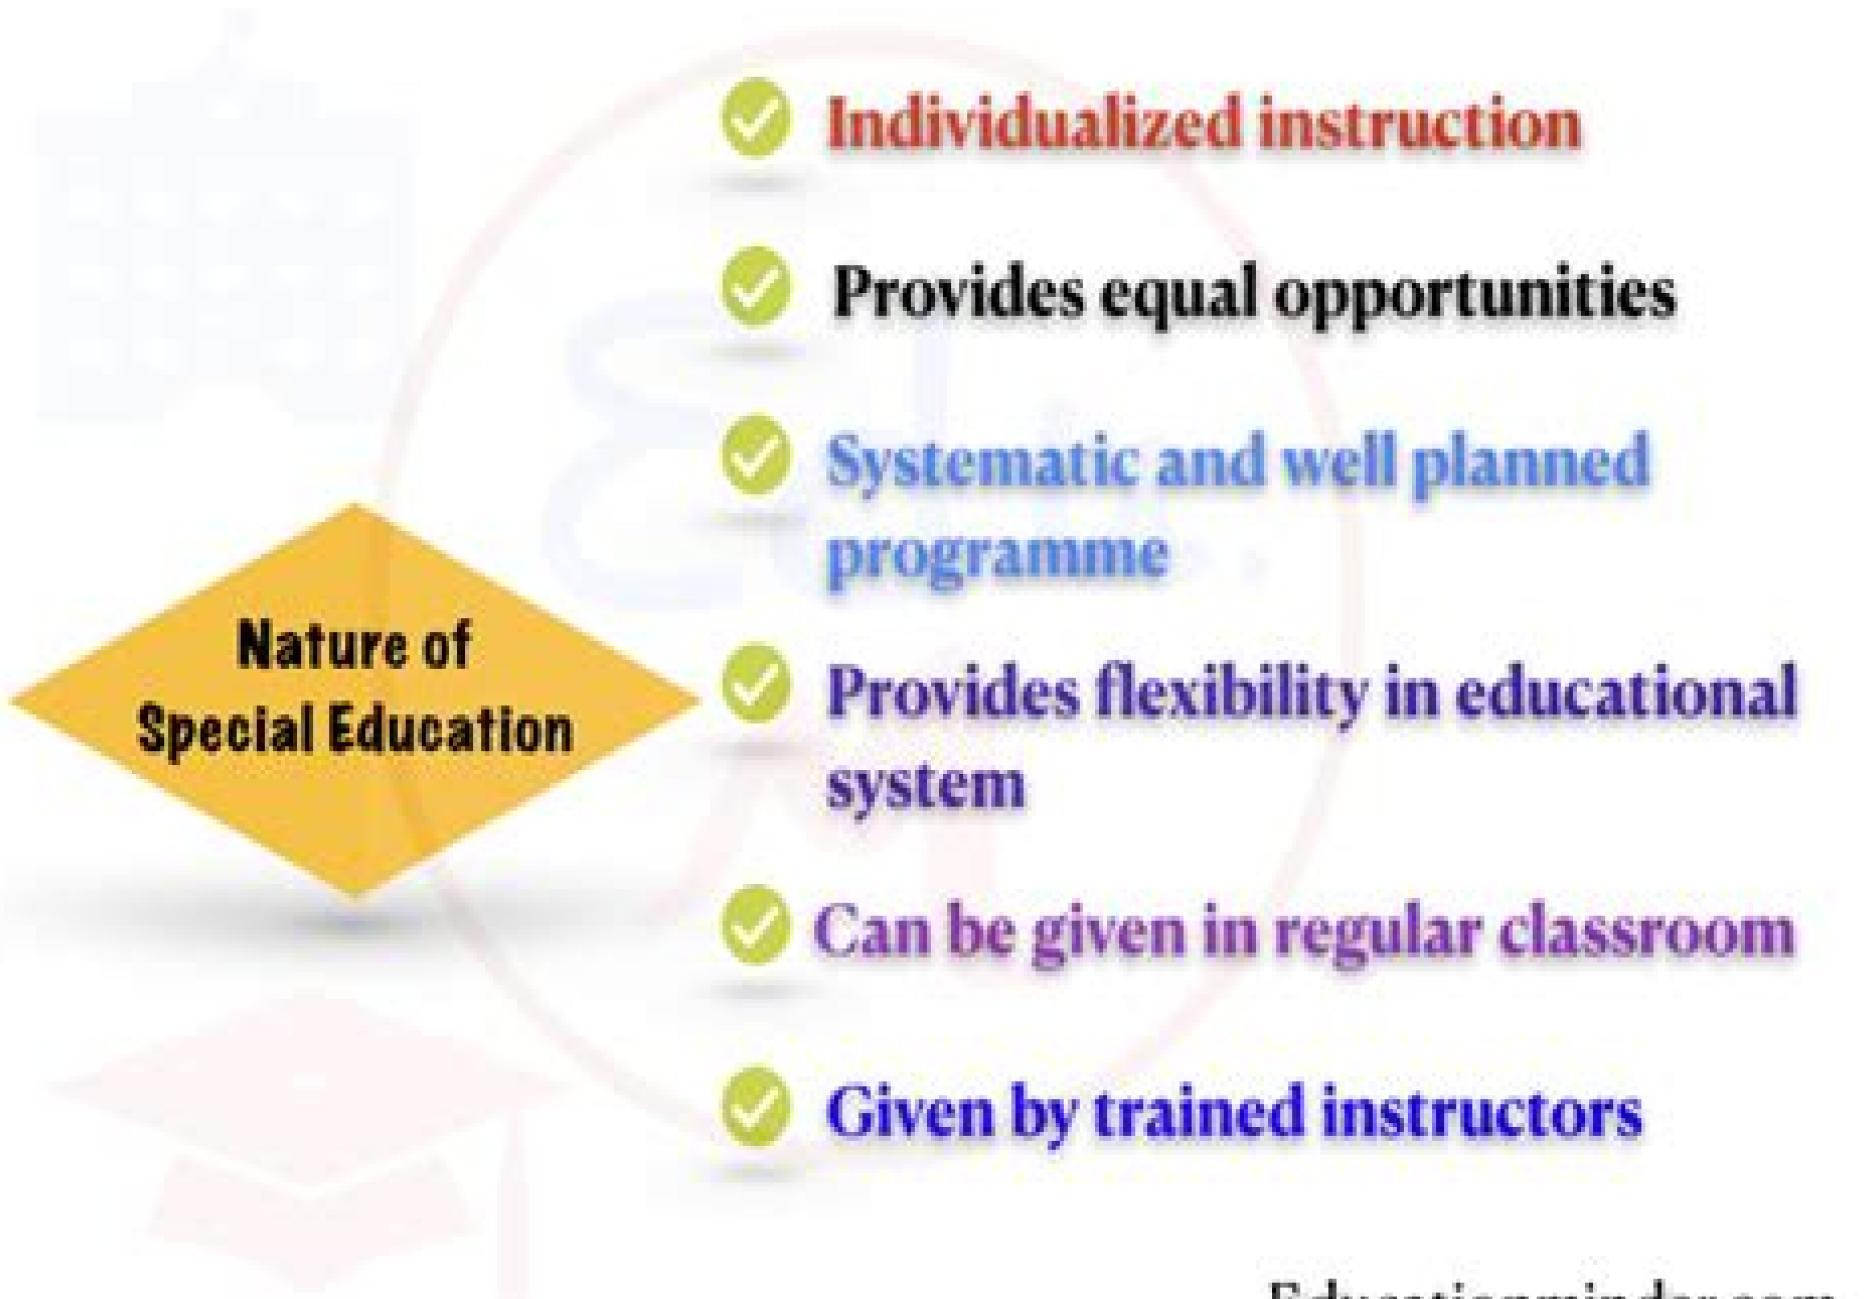 Individualized instruction
Provides equal opportunities
Systematic and well planned
programme
Nature of
Special Education
Provides flexibility in educational
system
Can be given in regular classroom
Given by trained instructors